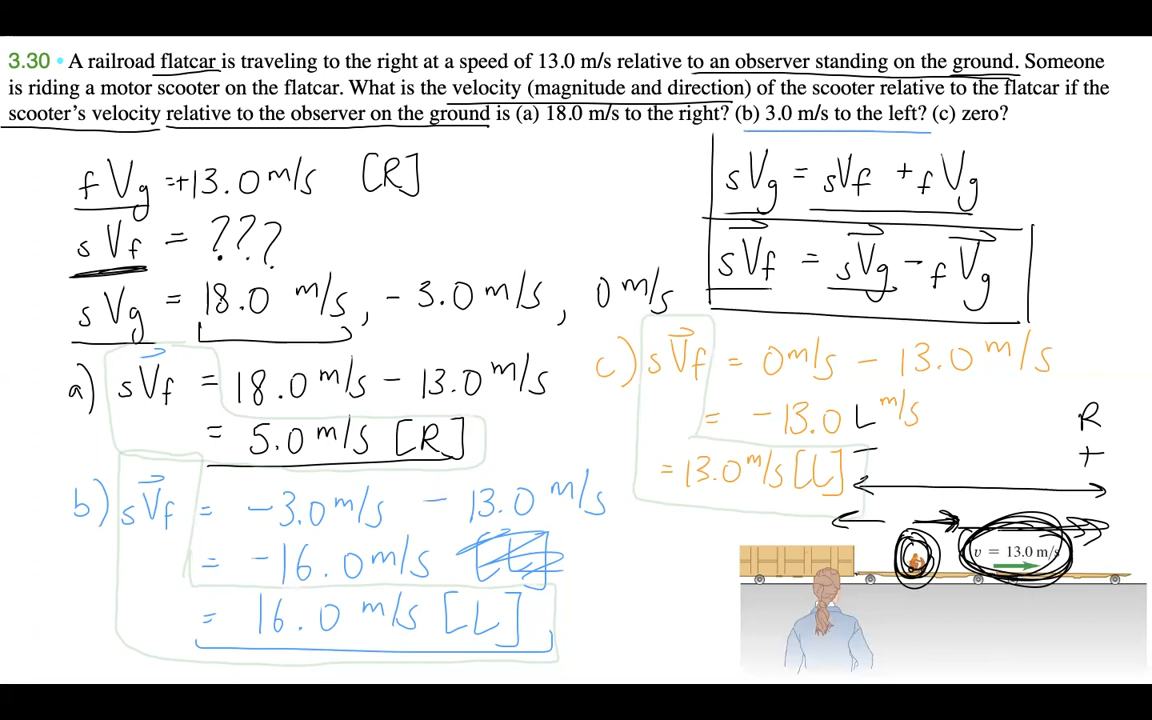 3.30 • A railroad flatcar is traveling to the right at a speed of 13.0 m/s relative to an observer standing on the ground. Someone
is riding a motor scooter on the flatcar. What is the velocity (magnitude and direction) of the scooter relative to the flatcar if the
scooter's velocity relative to the observer on the ground is (a) 18.0 m/s to the right? (b) 3.0 m/s to the left? (c) zero?
fVg = +13.0 m/s [R]
sVf = ???
sVg = 18.0 m/s, -3.0 m/s, 0 m/s
sVg = sVf + fVg
sVf = sVg - fVg
a) sVf = 18.0 m/s - 13.0 m/s
= 5.0 m/s [R]
b) sVf = -3.0 m/s - 13.0 m/s
= -16.0 m/s
= 16.0 m/s [L]
c) sVf = 0 m/s - 13.0 m/s
= -13.0 L m/s
= 13.0 m/s [L]
R
- +
v = 13.0 m/s